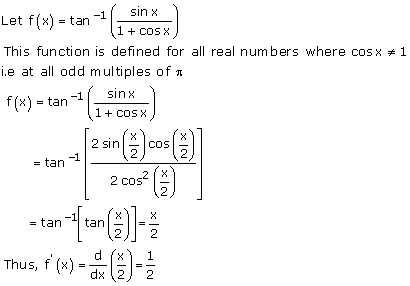 Let f(x) = tan⁻¹(sin x / (1 + cos x))
This function is defined for all real numbers where cos x ≠ 1
i.e at all odd multiples of π
f(x) = tan⁻¹(sin x / (1 + cos x))
= tan⁻¹[2 sin(x/2) cos(x/2) / (2 cos²(x/2))]
= tan⁻¹[tan(x/2)] = x/2
Thus, f'(x) = d/dx (x/2) = 1/2